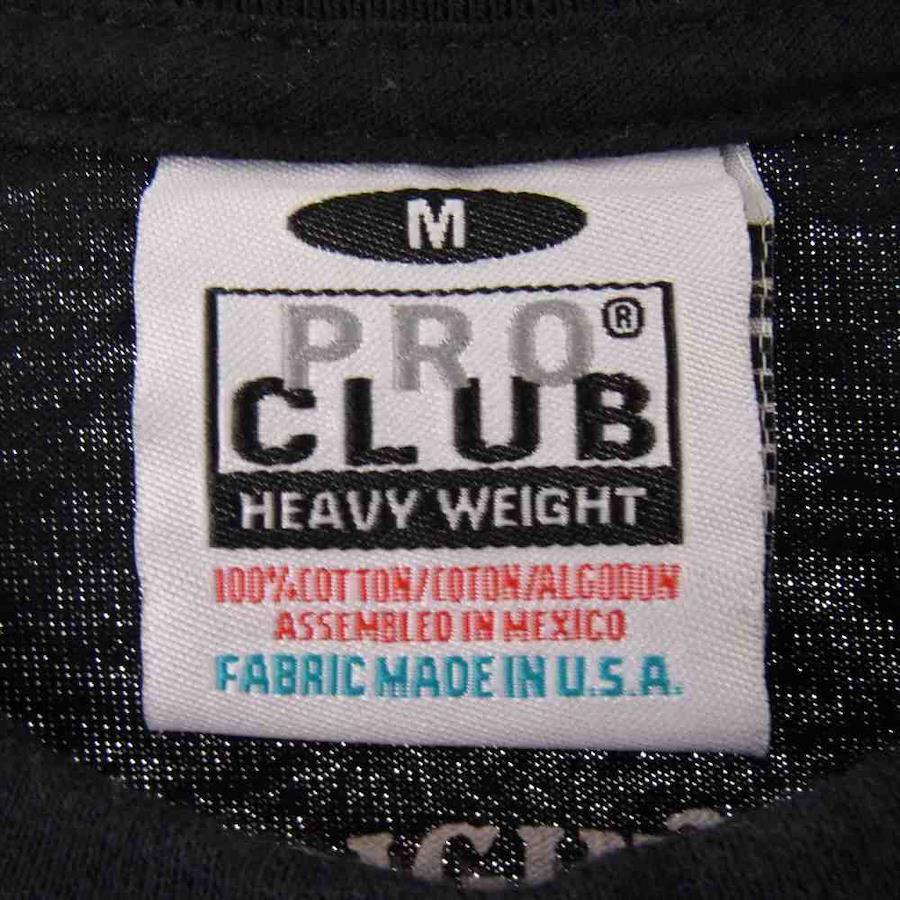 M
PRO®
CLUB
HEAVY WEIGHT
100% COTTON/COTON/ALGODON
ASSEMBLED IN MEXICO
FABRIC MADE IN U.S.A.